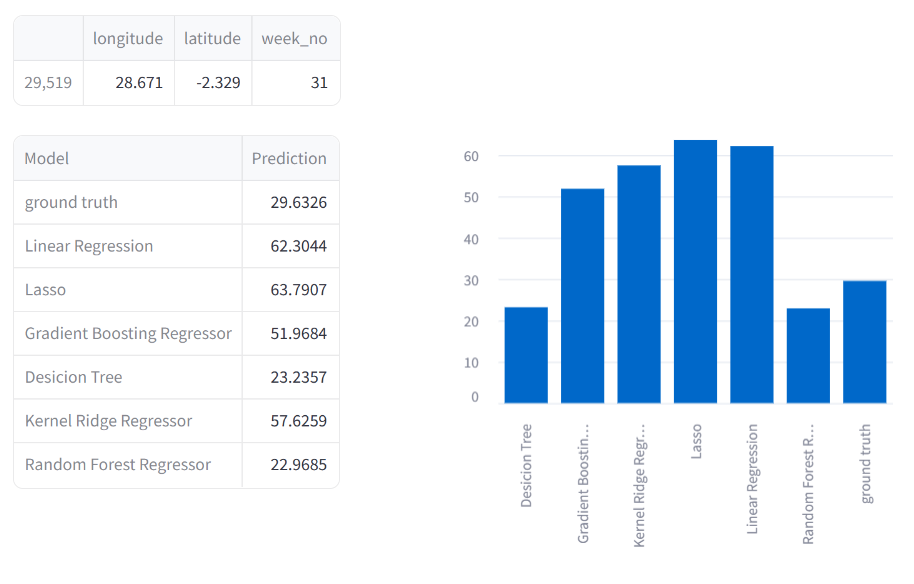 longitude latitude week_no
29,519 28.671 -2.329 31
Model Prediction
ground truth 29.6326
Linear Regression 62.3044
Lasso 63.7907
Gradient Boosting Regressor 51.9684
Desicion Tree 23.2357
Kernel Ridge Regressor 57.6259
Random Forest Regressor 22.9685
60
50
40
30
20
10
0
Desicion Tree
Gradient Boostin…
Kernel Ridge Regr…
Lasso
Linear Regression
Random Forest R…
ground truth